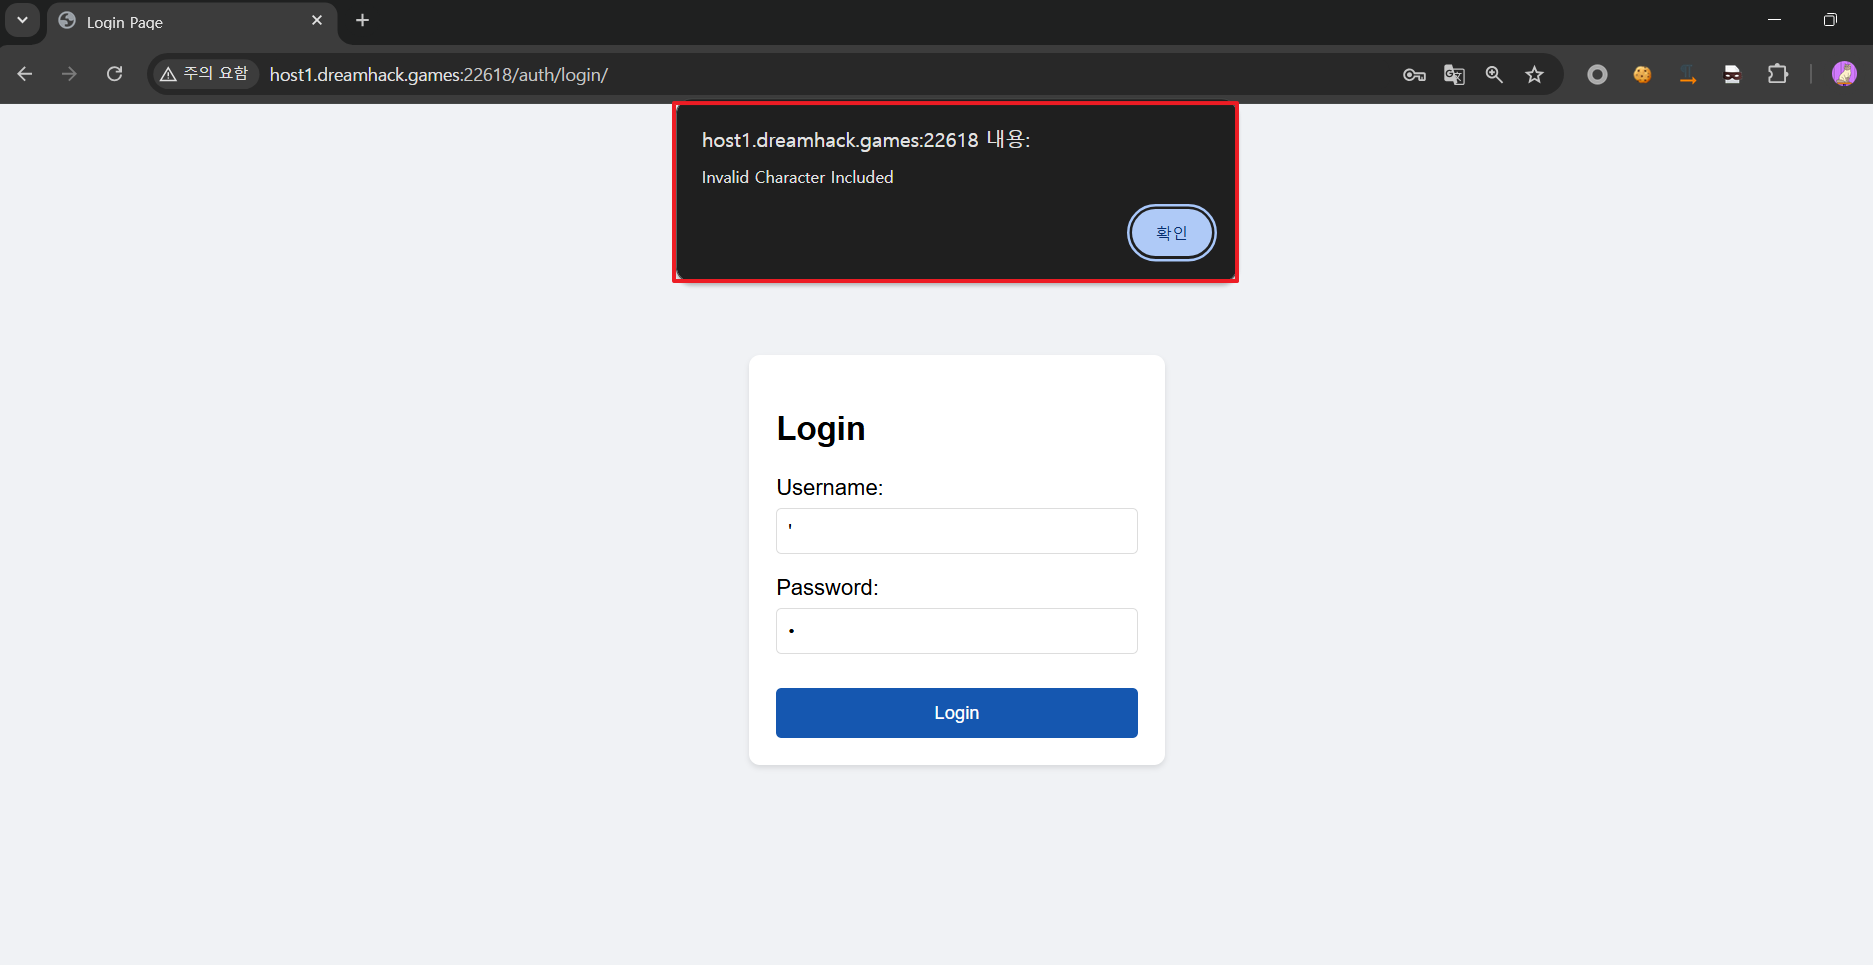 Login Page
주의 요함
host1.dreamhack.games:22618/auth/login/
host1.dreamhack.games:22618 내용:
Invalid Character Included
확인
Login
Username:
'
Password:
•
Login